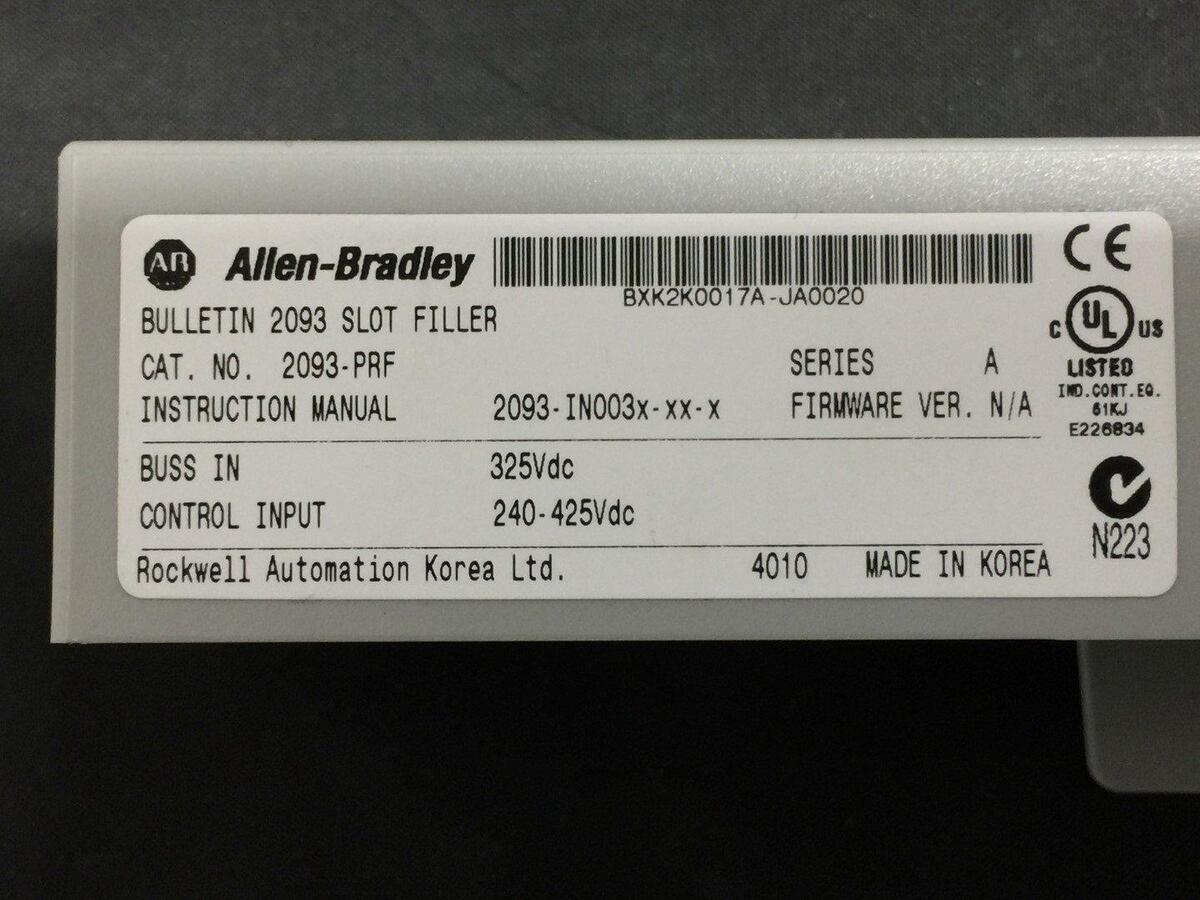 AB Allen-Bradley
BXK2K0017A-JA0020
BULLETIN 2093 SLOT FILLER
CAT. NO. 2093-PRF SERIES A
INSTRUCTION MANUAL 2093-IN003x-xx-x FIRMWARE VER. N/A
BUSS IN 325Vdc
CONTROL INPUT 240-425Vdc
Rockwell Automation Korea Ltd. 4010 MADE IN KOREA
CE
C UL US
LISTED
IND.CONT.EQ.
61KJ
E226834
N223